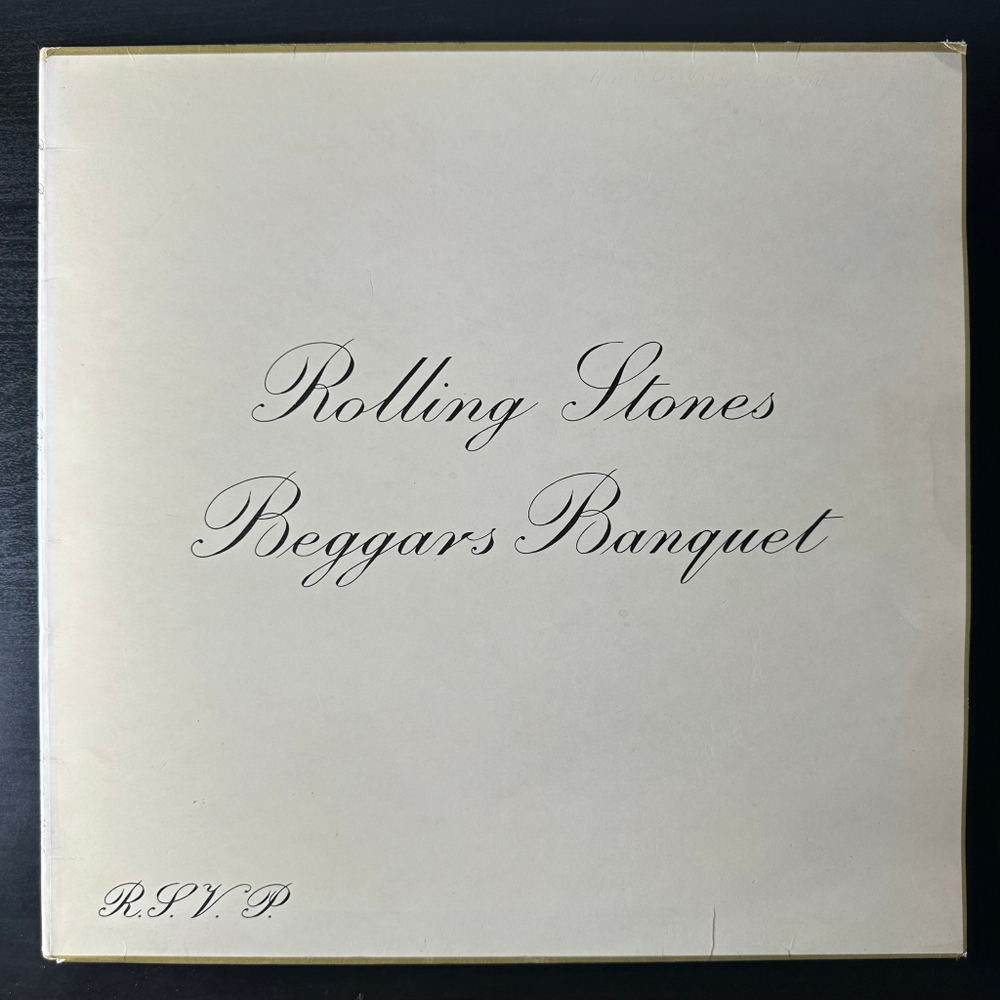 Rolling Stones
Beggars Banquet
R.S.V.P.